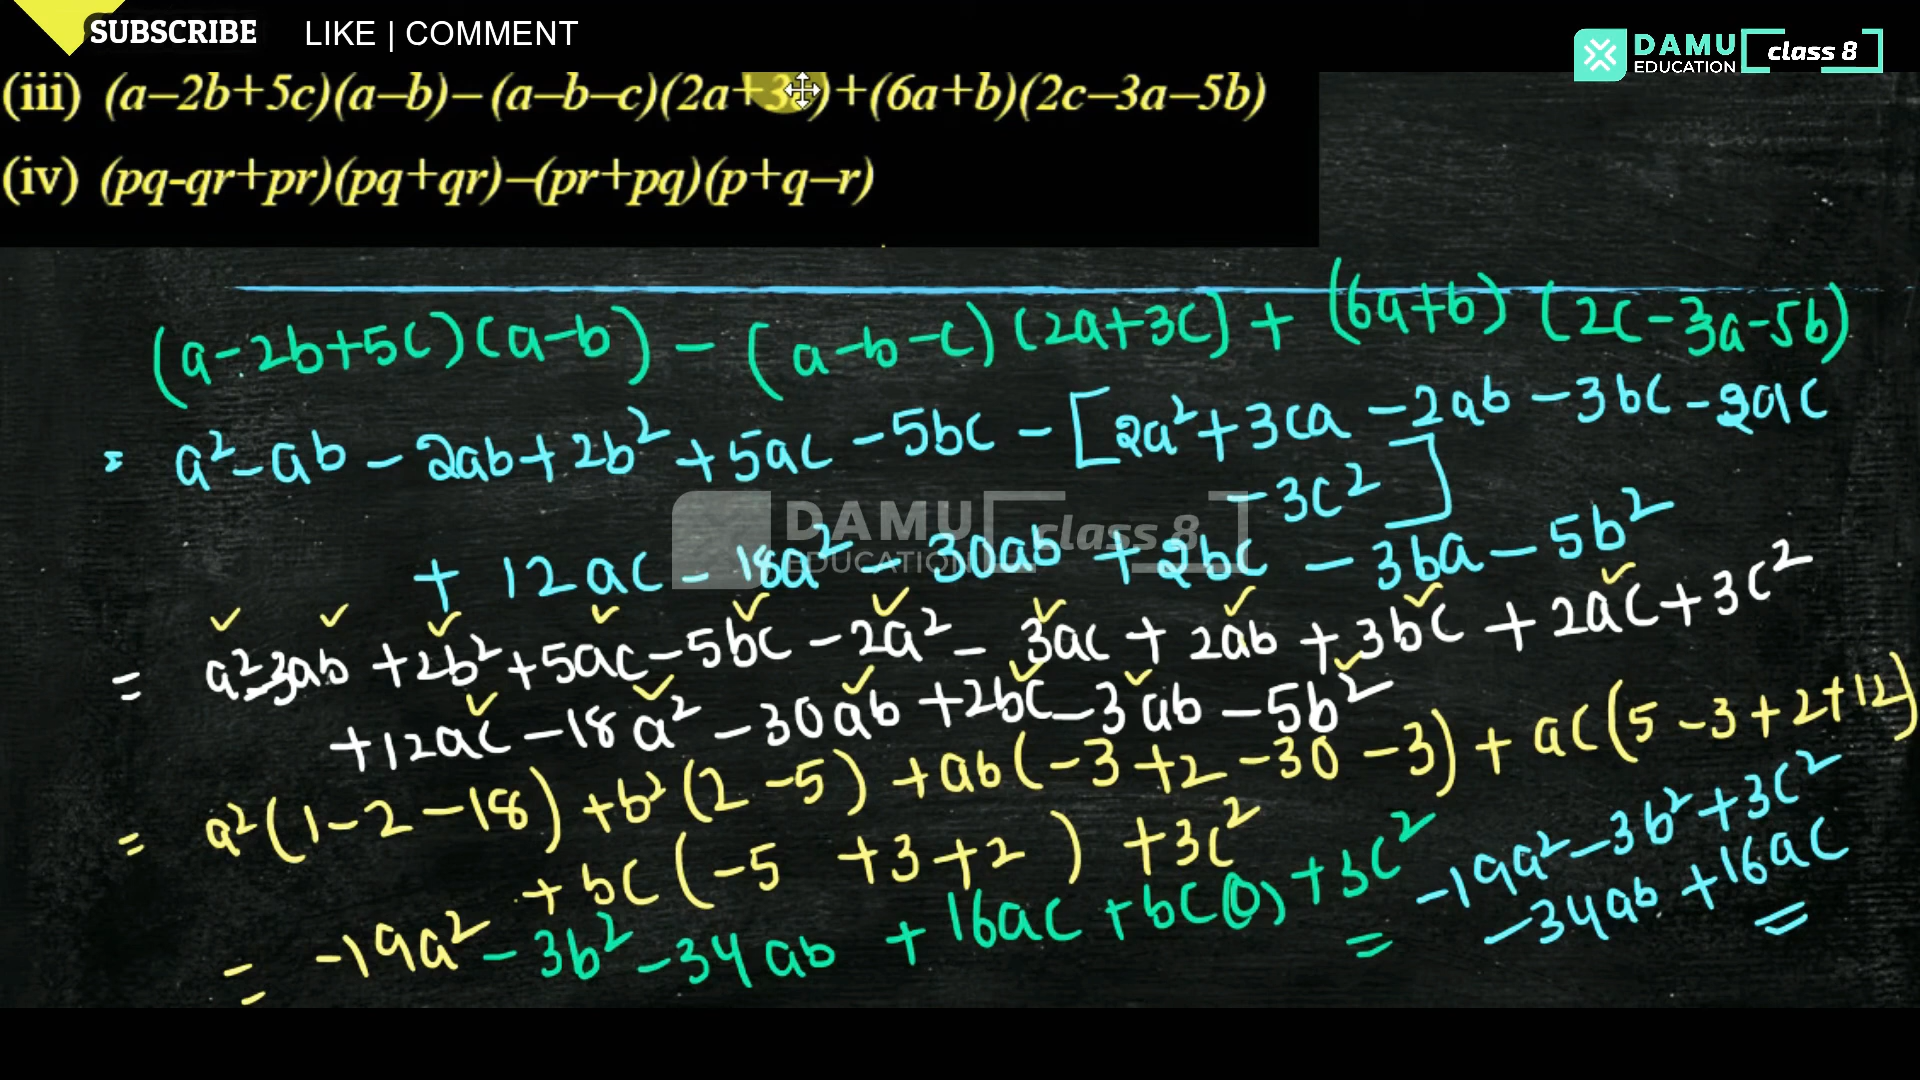 SUBSCRIBE LIKE | COMMENT
DAMU EDUCATION class 8
(iii) (a–2b+5c)(a–b)–(a–b–c)(2a+3c)+(6a+b)(2c–3a–5b)
(iv) (pq-qr+pr)(pq+qr)–(pr+pq)(p+q–r)
(a-2b+5c)(a-b) - (a-b-c)(2a+3c) + (6a+b) (2c-3a-5b)
= a²-ab - 2ab+2b²+5ac -5bc - [2a²+3ca -2ab -3bc -2ac
-3c²]
DAMU EDUCATION class 8
+ 12ac -18a² - 30ab +2bc - 3ba - 5b²
= a²-3ab +2b²+5ac -5bc -2a² - 3ac + 2ab +3bc +2ac+3c²
+12ac -18a² -30ab +2bc -3ab -5b²
= a²(1-2-18) +b²(2-5) +ab(-3+2-30-3) + ac(5-3+2+12)
+bc(-5 +3+2) +3c²
= -19a² -3b² -34ab + 16ac +bc(0) +3c²
= -19a²-3b²+3c²
-34ab +16ac